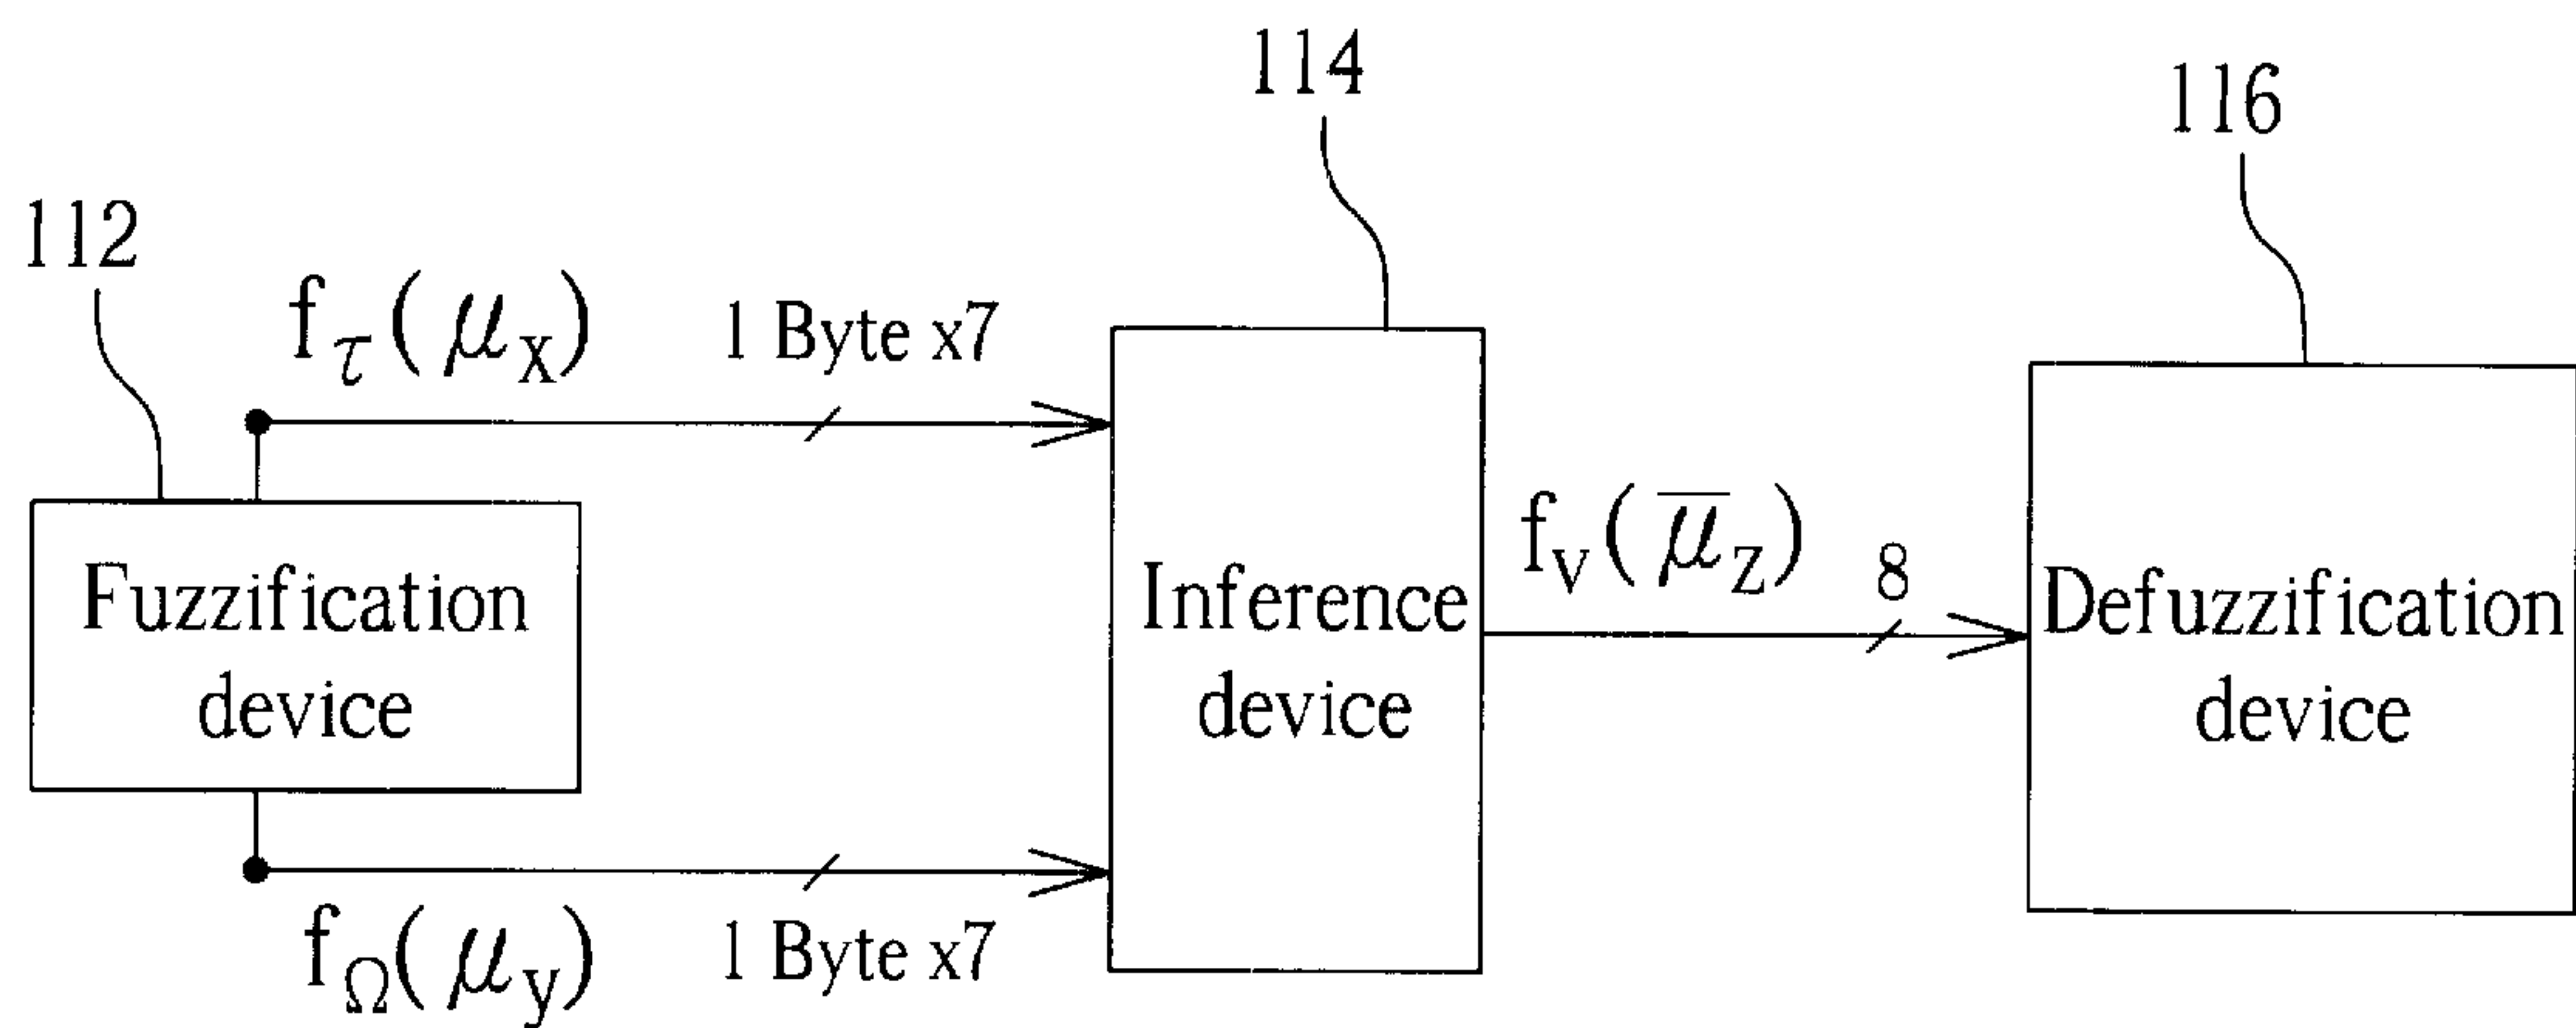 114
116
112
fτ(μx) 1 Byte x7
fv(μ̅z) 8
Fuzzification
device
Inference
device
Defuzzification
device
fΩ(μy) 1 Byte x7